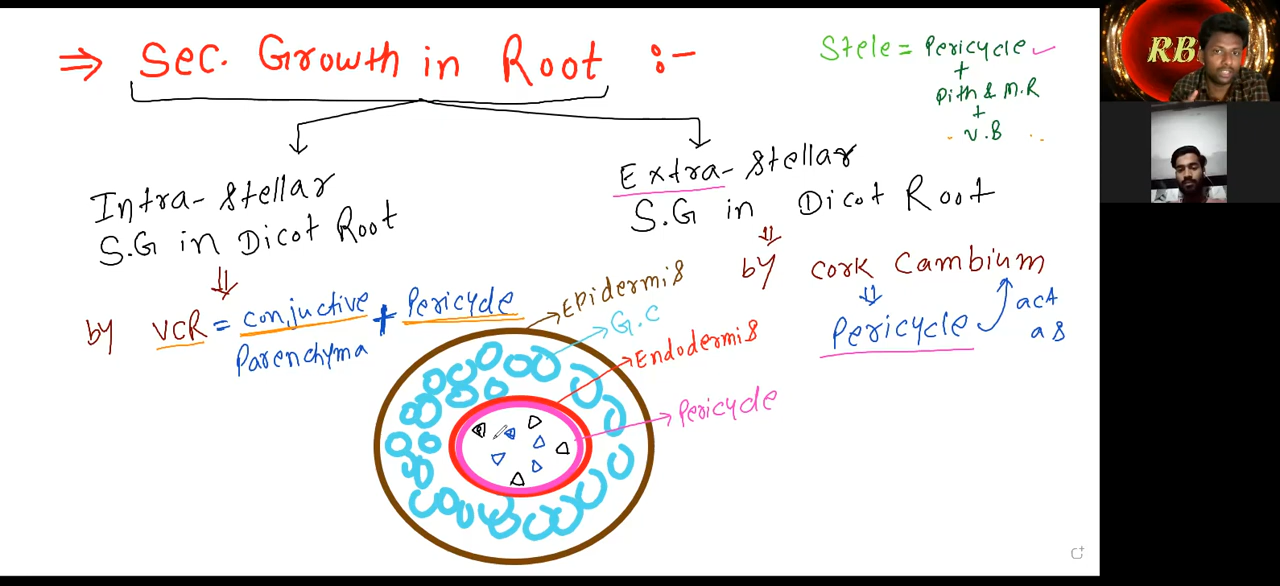 ⇒ Sec. Growth in Root :-
Stele = Pericycle ✓
+
Pith & M.R
+
V.B
Intra-Stellar
S.G in Dicot Root
Extra-Stellar
S.G in Dicot Root
by VCR = Conjuctive + Pericycle
Parenchyma
by Cork Cambium
Pericycle
act
as
Epidermis
G.C
Endodermis
Pericycle
RB